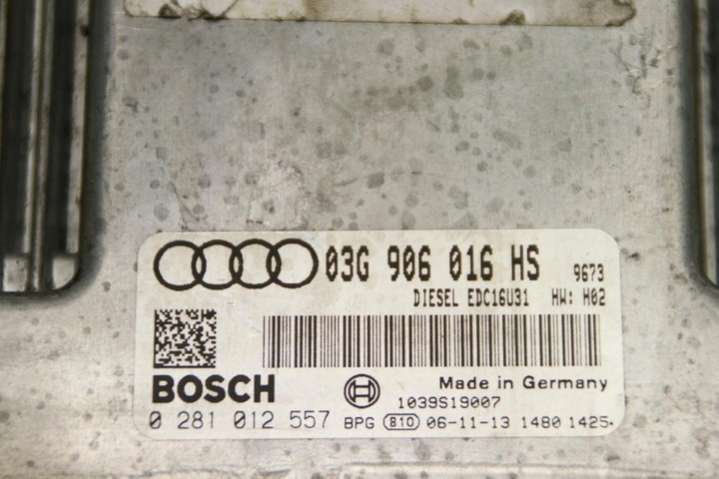 03G 906 016 HS 9673
DIESEL EDC16U31 HW: H02
BOSCH
Made in Germany
1039S19007
0 281 012 557 BPG 810 06-11-13 1480 1425